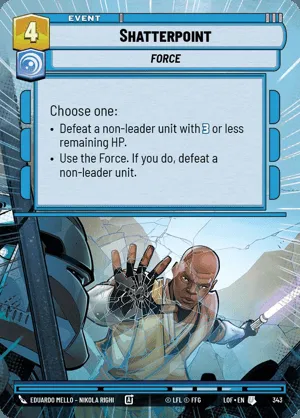 EVENT
4
SHATTERPOINT
FORCE
Choose one:
• Defeat a non-leader unit with 3 or less
remaining HP.
• Use the Force. If you do, defeat a
non-leader unit.
EDUARDO MELLO – NIKOLA RIGHI © LFL © FFG LOF • EN 343